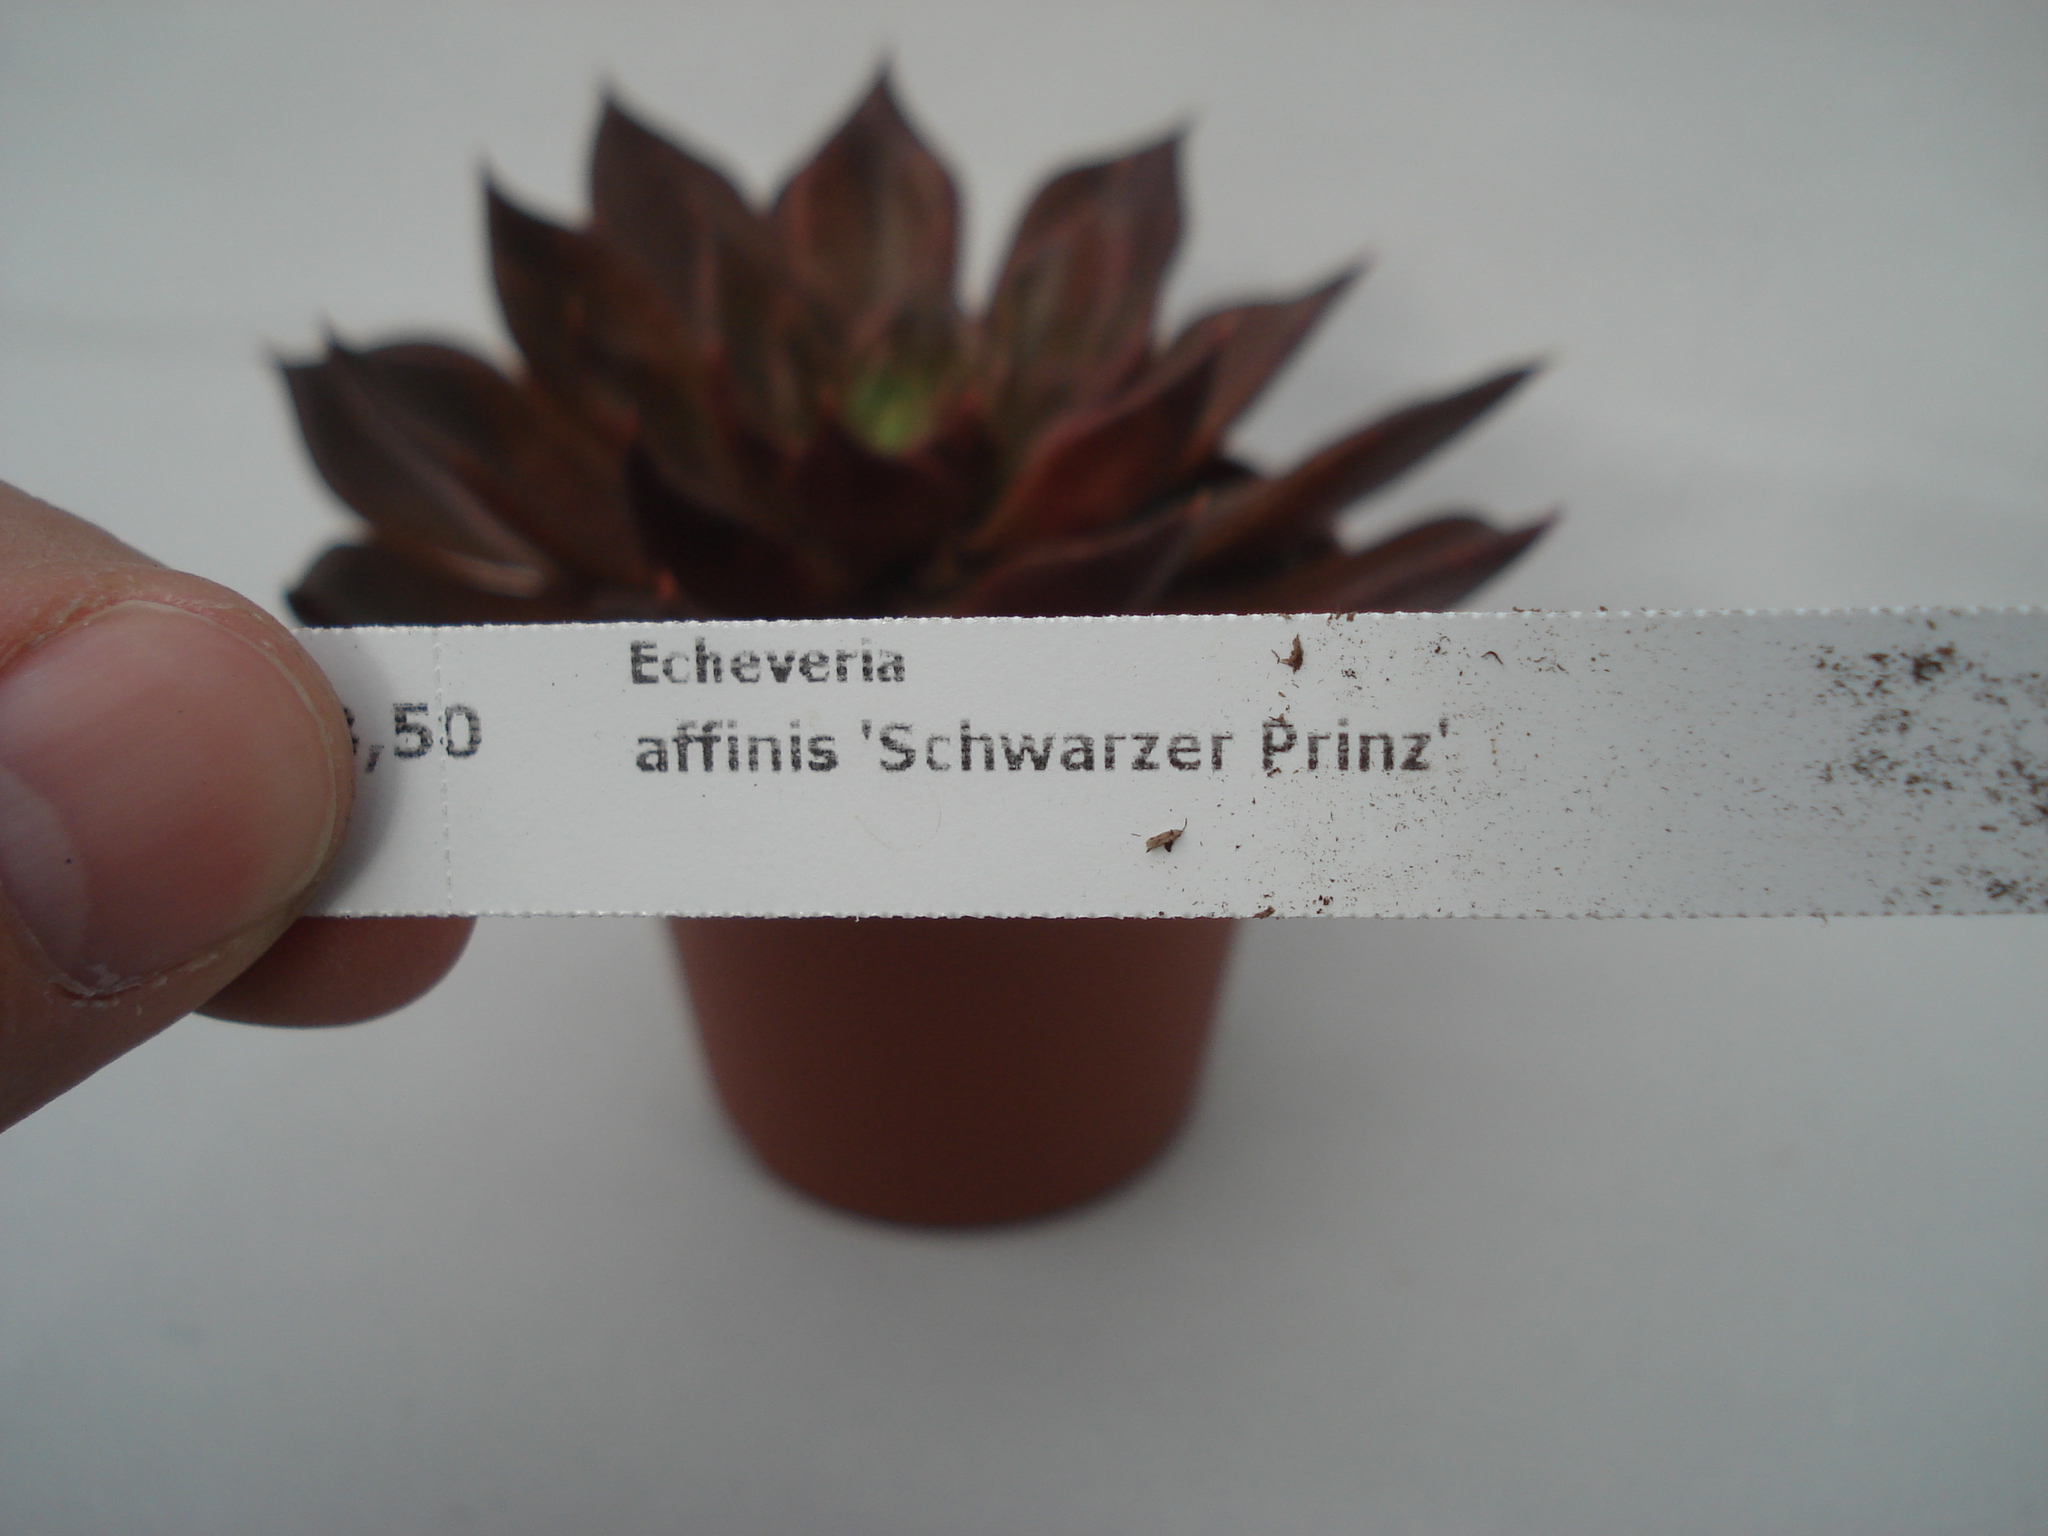 ,50
Echeveria
affinis 'Schwarzer Prinz'